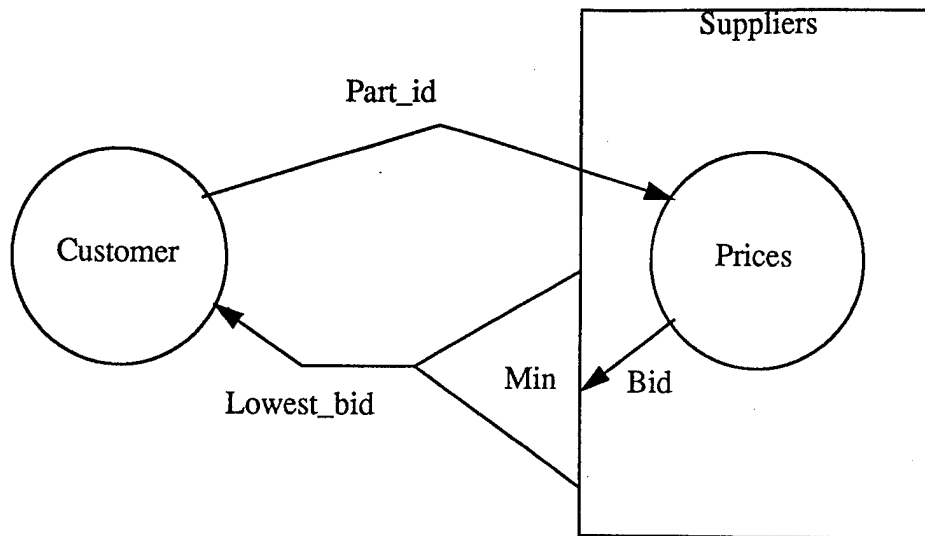 Suppliers
Part_id
Customer
Prices
Min
Bid
Lowest_bid